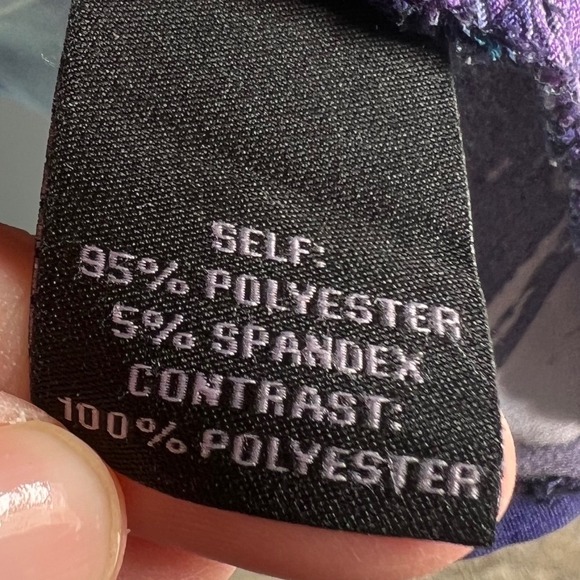 SELF:
95% POLYESTER
5% SPANDEX
CONTRAST:
100% POLYESTER